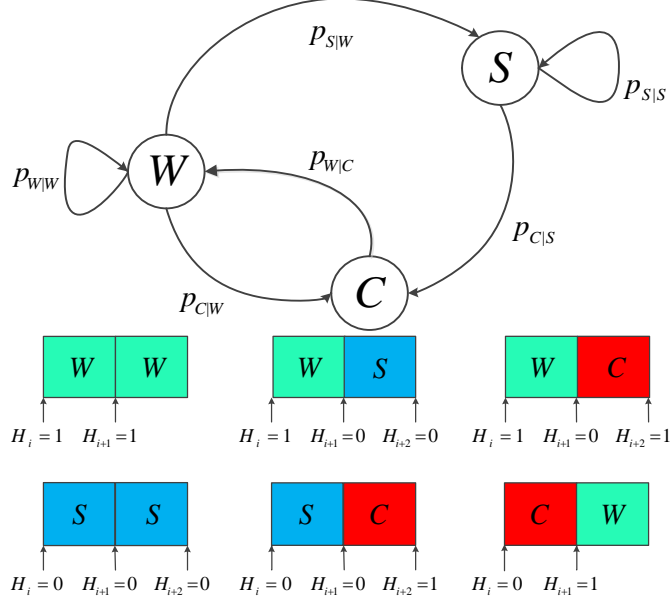 p_{S|W}
S
p_{S|S}
W
p_{W|W}
p_{W|C}
p_{C|S}
p_{C|W}
C
W W W S W C
H_i = 1 H_{i+1} = 1 H_i = 1 H_{i+1} = 0 H_{i+2} = 0 H_i = 1 H_{i+1} = 0 H_{i+2} = 1
S S S C C W
H_i = 0 H_{i+1} = 0 H_{i+2} = 0 H_i = 0 H_{i+1} = 0 H_{i+2} = 1 H_i = 0 H_{i+1} = 1